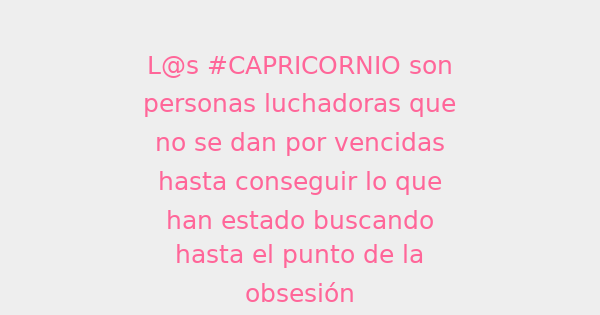 L@s #CAPRICORNIO son
personas luchadoras que
no se dan por vencidas
hasta conseguir lo que
han estado buscando
hasta el punto de la
obsesión